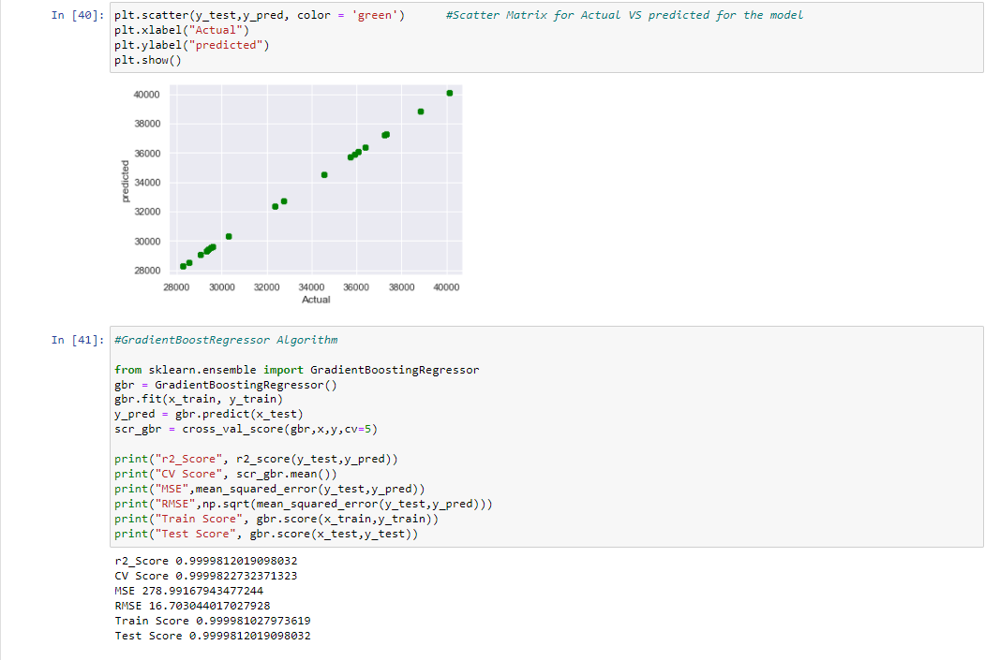 In [40]: plt.scatter(y_test,y_pred, color = 'green') #Scatter Matrix for Actual VS predicted for the model
plt.xlabel("Actual")
plt.ylabel("predicted")
plt.show()
40000
38000
36000
34000
32000
30000
28000
predicted
28000 30000 32000 34000 36000 38000 40000
Actual
In [41]: #GradientBoostRegressor Algorithm
from sklearn.ensemble import GradientBoostingRegressor
gbr = GradientBoostingRegressor()
gbr.fit(x_train, y_train)
y_pred = gbr.predict(x_test)
scr_gbr = cross_val_score(gbr,x,y,cv=5)
print("r2_Score", r2_score(y_test,y_pred))
print("CV Score", scr_gbr.mean())
print("MSE",mean_squared_error(y_test,y_pred))
print("RMSE",np.sqrt(mean_squared_error(y_test,y_pred)))
print("Train Score", gbr.score(x_train,y_train))
print("Test Score", gbr.score(x_test,y_test))
r2_Score 0.9999812019098032
CV Score 0.9999822732371323
MSE 278.99167943477244
RMSE 16.703044017027928
Train Score 0.999981027973619
Test Score 0.9999812019098032